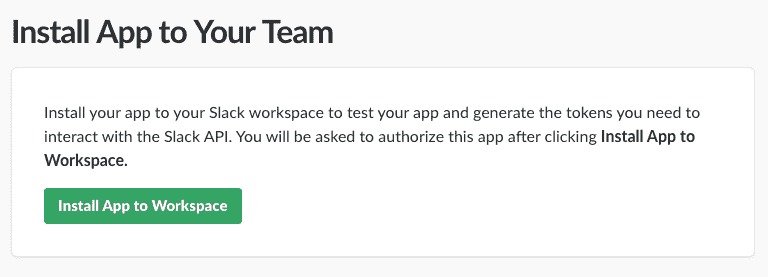 Install App to Your Team
Install your app to your Slack workspace to test your app and generate the tokens you need to
interact with the Slack API. You will be asked to authorize this app after clicking Install App to
Workspace.
Install App to Workspace